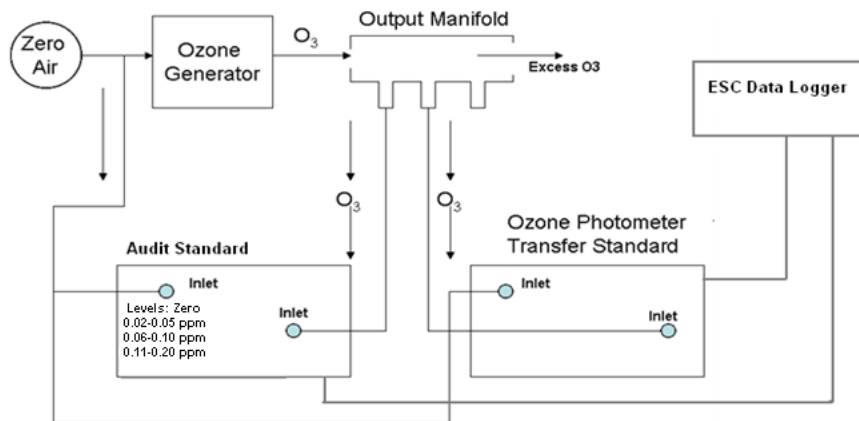 Output Manifold
Zero
Air
Ozone
Generator
O3
Excess O3
ESC Data Logger
O3
O3
Ozone Photometer
Transfer Standard
Audit Standard
Inlet
Levels: Zero
0.02-0.05 ppm
0.06-0.10 ppm
0.11-0.20 ppm
Inlet
Inlet
Inlet